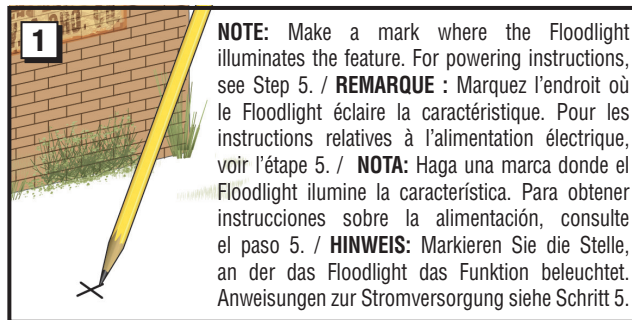 1
NOTE: Make a mark where the Floodlight
illuminates the feature. For powering instructions,
see Step 5. / REMARQUE : Marquez l’endroit où
le Floodlight éclaire la caractéristique. Pour les
instructions relatives à l’alimentation électrique,
voir l’étape 5. / NOTA: Haga una marca donde el
Floodlight ilumine la característica. Para obtener
instrucciones sobre la alimentación, consulte
el paso 5. / HINWEIS: Markieren Sie die Stelle,
an der das Floodlight das Funktion beleuchtet.
Anweisungen zur Stromversorgung siehe Schritt 5.